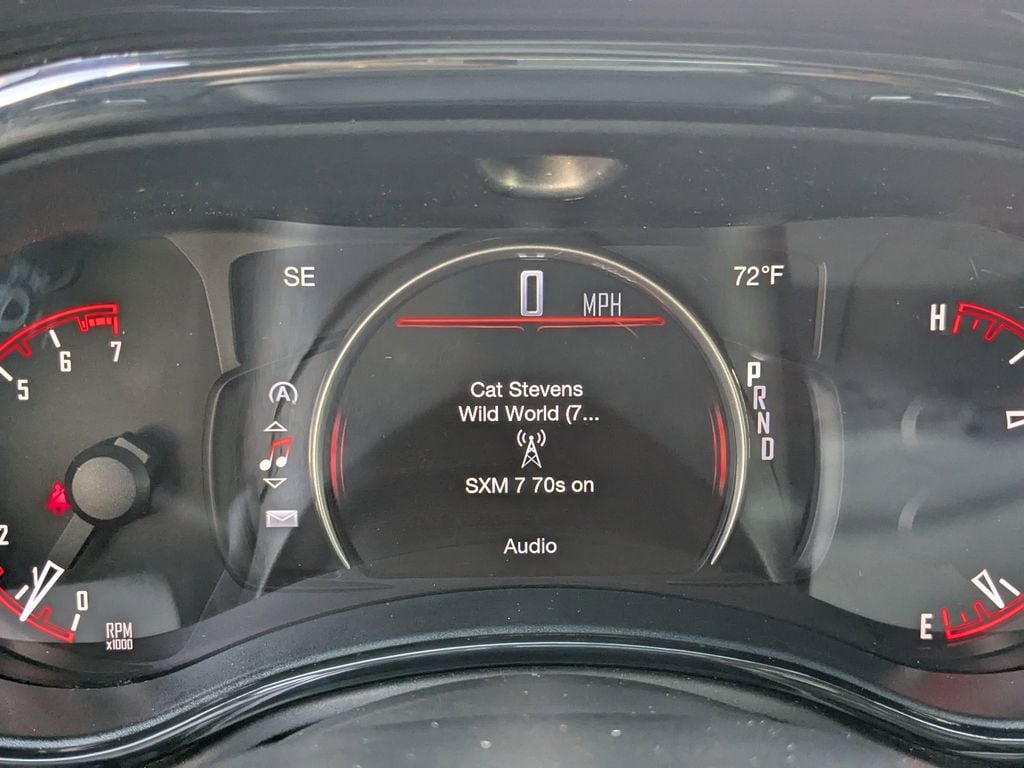 SE
0 MPH
72°F
5 6 7
H
A
P
R
N
D
Cat Stevens
Wild World (7...
SXM 7 70s on
Audio
2
0
RPM
x1000
E